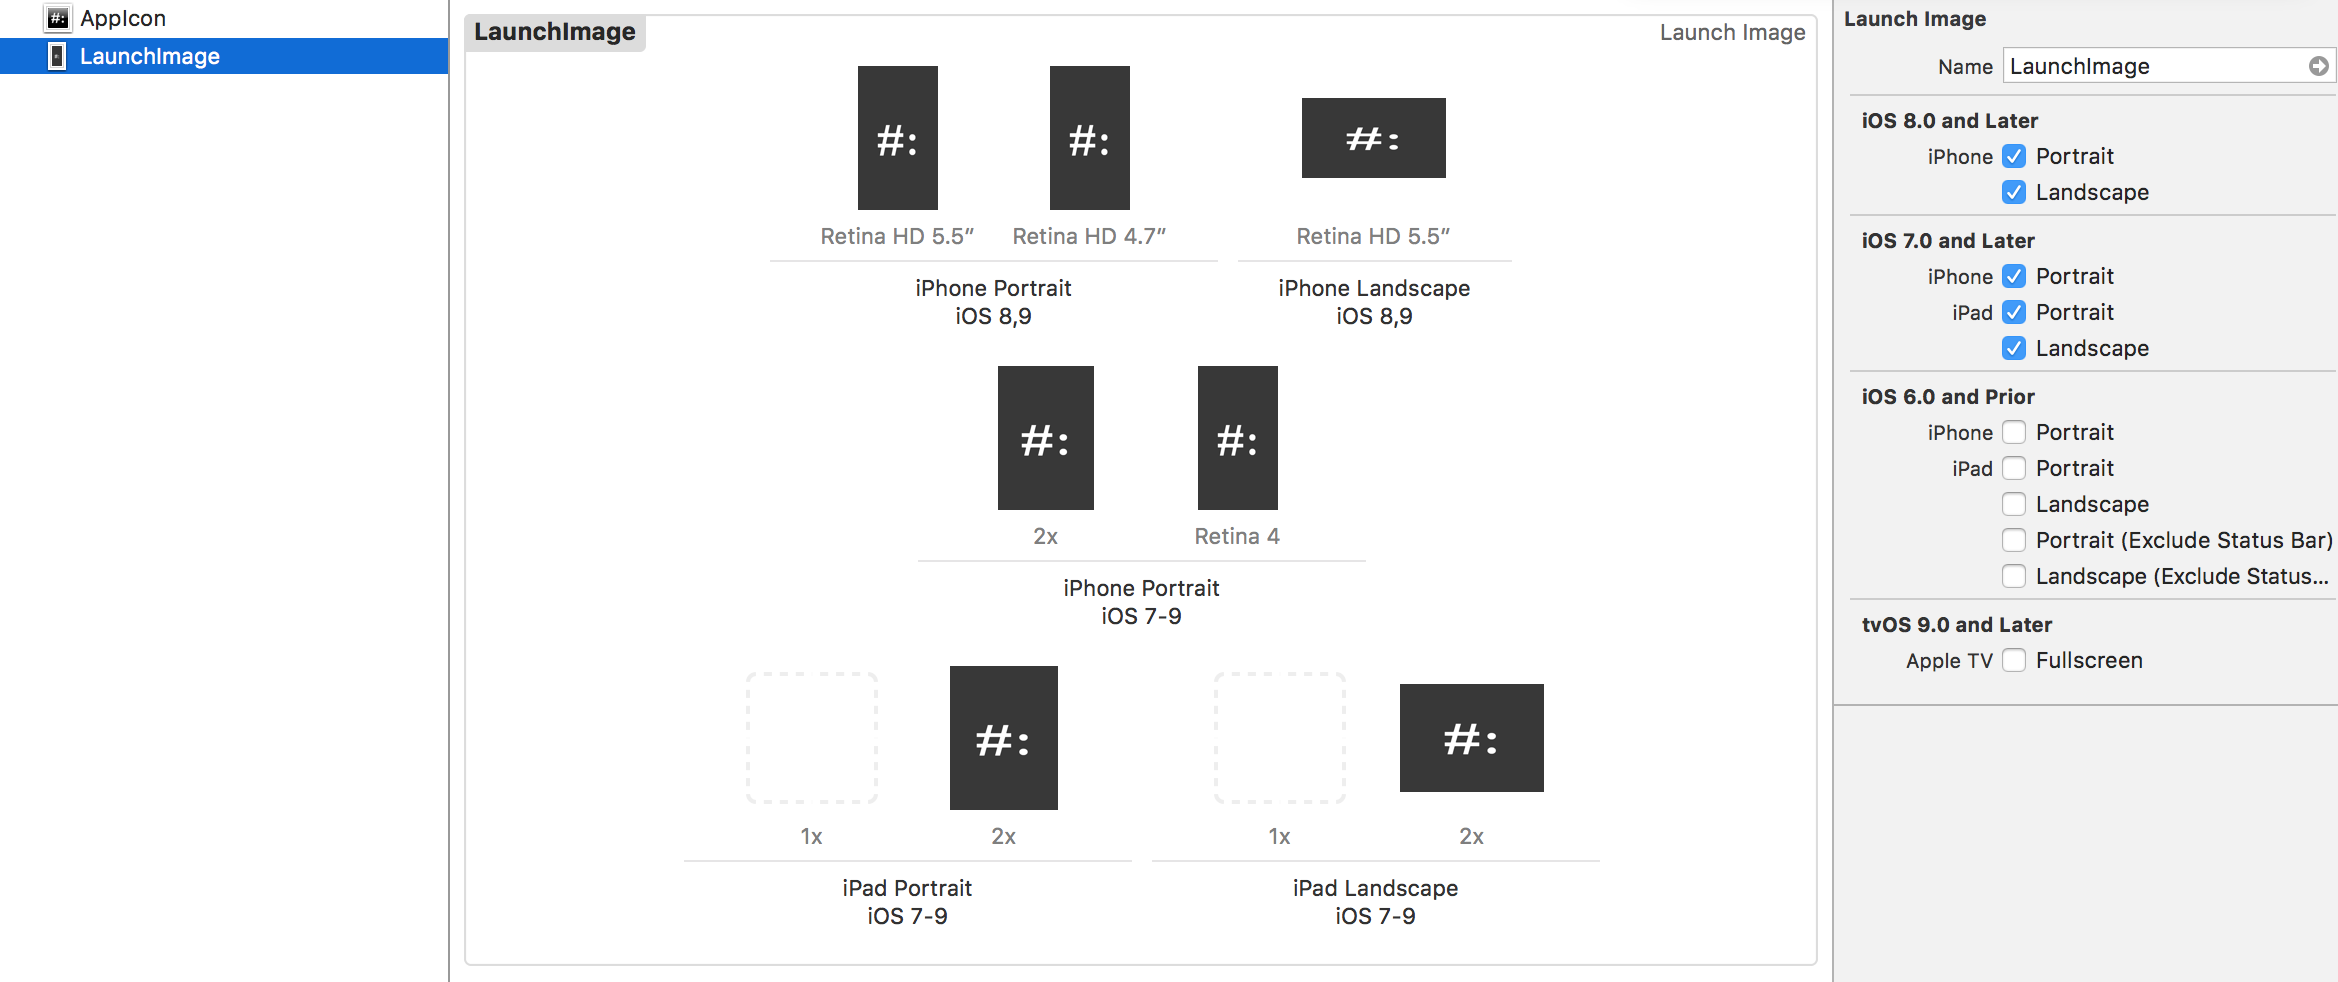 AppIcon
LaunchImage
LaunchImage
Launch Image
#:
#:
#:
Retina HD 5.5”
Retina HD 4.7”
Retina HD 5.5”
iPhone Portrait
iOS 8,9
iPhone Landscape
iOS 8,9
#:
#:
2x
Retina 4
iPhone Portrait
iOS 7-9
#:
#:
1x
2x
1x
2x
iPad Portrait
iOS 7-9
iPad Landscape
iOS 7-9
Launch Image
Name LaunchImage
iOS 8.0 and Later
iPhone Portrait
Landscape
iOS 7.0 and Later
iPhone Portrait
iPad Portrait
Landscape
iOS 6.0 and Prior
iPhone Portrait
iPad Portrait
Landscape
Portrait (Exclude Status Bar)
Landscape (Exclude Status...
tvOS 9.0 and Later
Apple TV Fullscreen